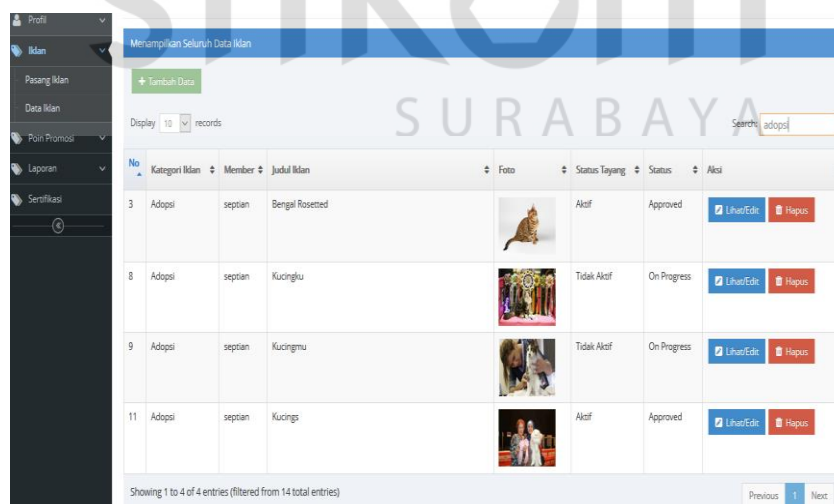 Profil
Iklan
Pasang Iklan
Data Iklan
Poin Promosi
Laporan
Sertifikasi
SURABAYA
Menampilkan Seluruh Data Iklan
+ Tambah Data
Display 10 records
Search: adopsi
No Kategori Iklan Member Judul Iklan Foto Status Tayang Status Aksi
3 Adopsi septian Bengal Rosetted Aktif Approved Lihat/Edit Hapus
8 Adopsi septian Kucingku Tidak Aktif On Progress Lihat/Edit Hapus
9 Adopsi septian Kucingmu Tidak Aktif On Progress Lihat/Edit Hapus
11 Adopsi septian Kucings Aktif Approved Lihat/Edit Hapus
Showing 1 to 4 of 4 entries (filtered from 14 total entries)
Previous 1 Next